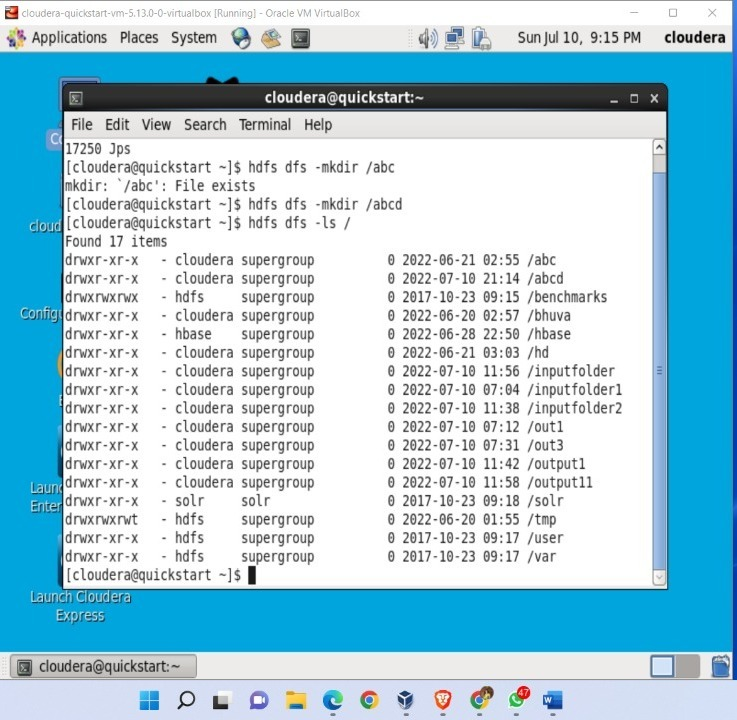 cloudera-quickstart-vm-5.13.0-0-virtualbox [Running] - Oracle VM VirtualBox
Applications Places System Sun Jul 10, 9:15 PM cloudera
cloudera@quickstart:~
File Edit View Search Terminal Help
17250 Jps
[cloudera@quickstart ~]$ hdfs dfs -mkdir /abc
mkdir: `/abc': File exists
[cloudera@quickstart ~]$ hdfs dfs -mkdir /abcd
[cloudera@quickstart ~]$ hdfs dfs -ls /
Found 17 items
drwxr-xr-x   - cloudera supergroup          0 2022-06-21 02:55 /abc
drwxr-xr-x   - cloudera supergroup          0 2022-07-10 21:14 /abcd
drwxrwxrwx   - hdfs     supergroup          0 2017-10-23 09:15 /benchmarks
drwxr-xr-x   - cloudera supergroup          0 2022-06-20 02:57 /bhuva
drwxr-xr-x   - hbase    supergroup          0 2022-06-28 22:50 /hbase
drwxr-xr-x   - cloudera supergroup          0 2022-06-21 03:03 /hd
drwxr-xr-x   - cloudera supergroup          0 2022-07-10 11:56 /inputfolder
drwxr-xr-x   - cloudera supergroup          0 2022-07-10 07:04 /inputfolder1
drwxr-xr-x   - cloudera supergroup          0 2022-07-10 11:38 /inputfolder2
drwxr-xr-x   - cloudera supergroup          0 2022-07-10 07:12 /out1
drwxr-xr-x   - cloudera supergroup          0 2022-07-10 07:31 /out3
drwxr-xr-x   - cloudera supergroup          0 2022-07-10 11:42 /output1
drwxr-xr-x   - cloudera supergroup          0 2022-07-10 11:58 /output11
drwxr-xr-x   - solr     solr                0 2017-10-23 09:18 /solr
drwxrwxrwt   - hdfs     supergroup          0 2022-06-20 01:55 /tmp
drwxr-xr-x   - hdfs     supergroup          0 2017-10-23 09:17 /user
drwxr-xr-x   - hdfs     supergroup          0 2017-10-23 09:17 /var
[cloudera@quickstart ~]$
Launch Cloudera
Express
cloudera@quickstart:~
47